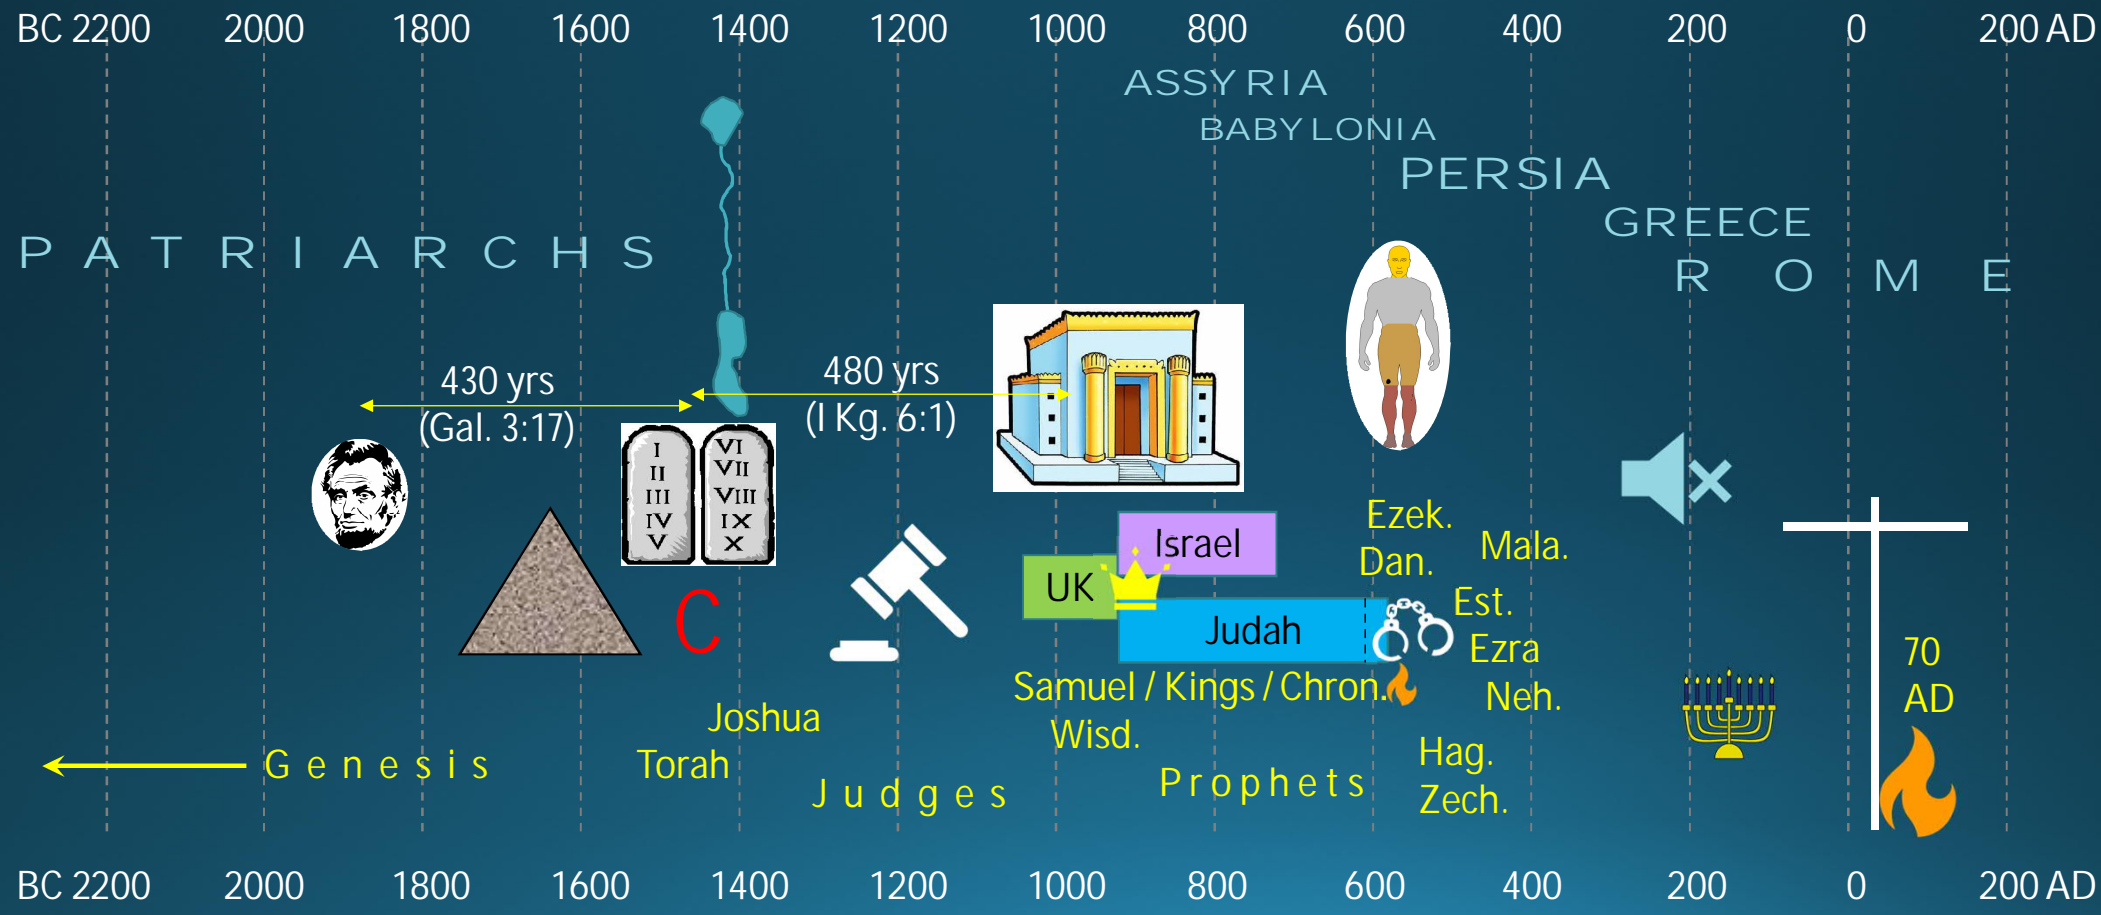 BC 2200 2000 1800 1600 1400 1200 1000 800 600 400 200 0 200 AD
ASSYRIA
BABYLONIA
PERSIA
GREECE
PATRIARCHS
ROME
430 yrs
(Gal. 3:17)
480 yrs
(I Kg. 6:1)
I
II
III
IV
V
VI
VII
VIII
IX
X
C
UK
Israel
Judah
Ezek.
Dan.
Mala.
Est.
Ezra
Neh.
Samuel / Kings / Chron.
Wisd.
Joshua
Genesis
Torah
Judges
Prophets
Hag.
Zech.
70
AD
BC 2200 2000 1800 1600 1400 1200 1000 800 600 400 200 0 200 AD